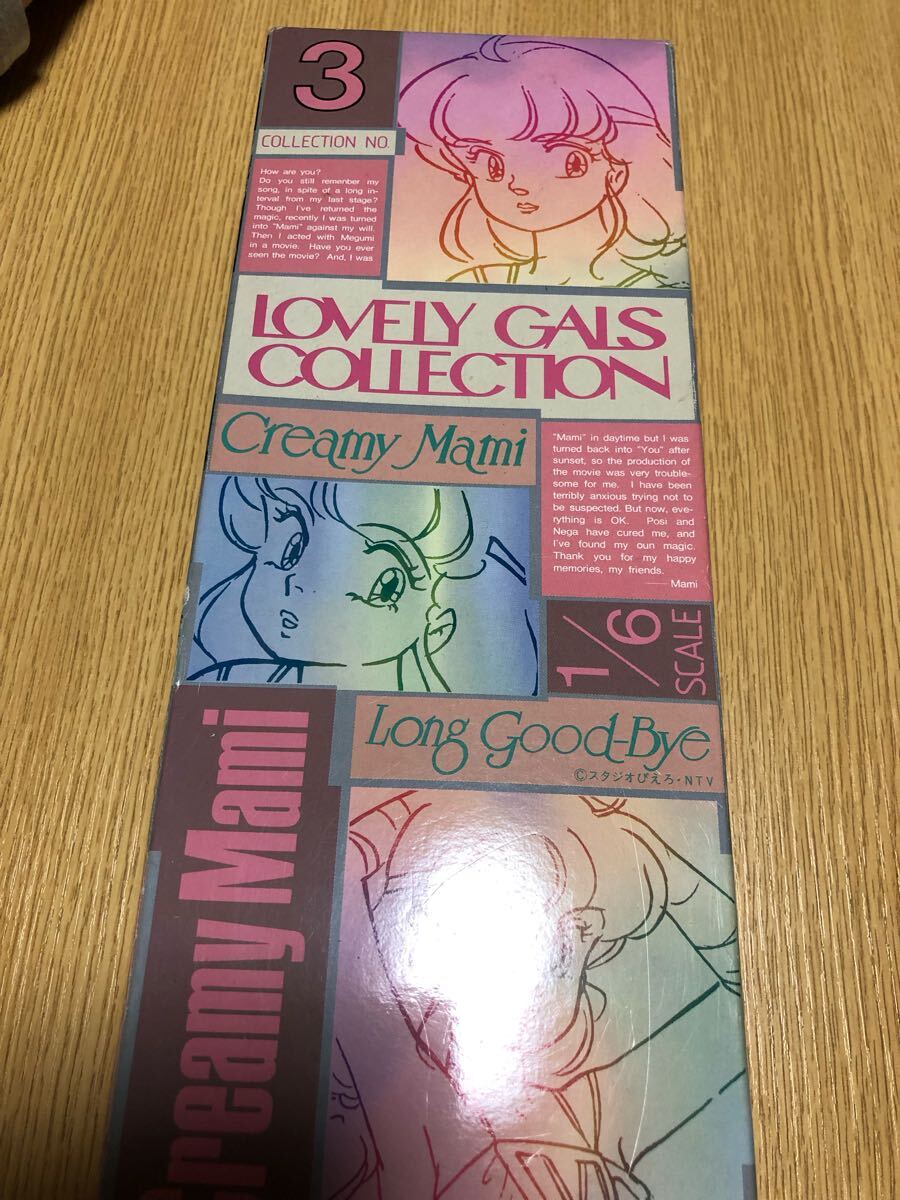 3
COLLECTION NO.
How are you?
Do you still remember my
song, in spite of a long in-
terval from my last stage?
Though I've returned the
magic, recently I was turned
into "Mami" against my will.
Then I acted with Megumi
in a movie. Have you ever
seen the movie? And, I was
LOVELY GALS
COLLECTION
Creamy Mami
"Mami" in daytime but I was
turned back into "You" after
sunset, so the production of
the movie was very trouble-
some for me. I have been
terribly anxious trying not to
be suspected. But now, eve-
rything is OK. Posi and
Nega have cured me, and
I've found my oun magic.
Thank you for my happy
memories, my friends.
—— Mami
1/6
SCALE
Long Good-Bye
©スタジオぴえろ・NTV
Creamy Mami